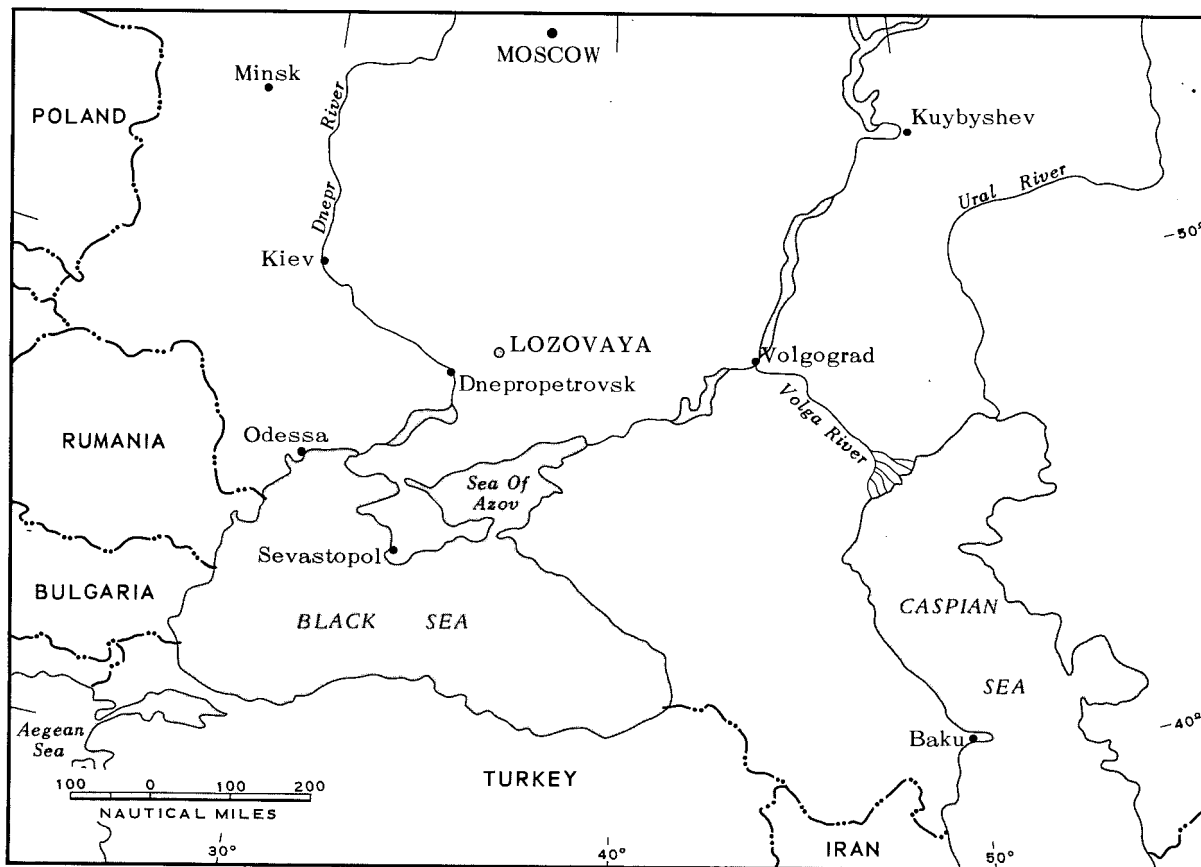 MOSCOW
Minsk
POLAND
Dnepr River
Kuybyshev
Ural River
50°
Kiev
LOZOVAYA
Volgograd
Dnepropetrovsk
Volga River
RUMANIA
Odessa
Sea Of
Azov
Sevastopol
BULGARIA
BLACK SEA
CASPIAN
SEA
Aegean
Sea
40°
Baku
TURKEY
100 0 100 200
NAUTICAL MILES
IRAN
30° 40° 50°